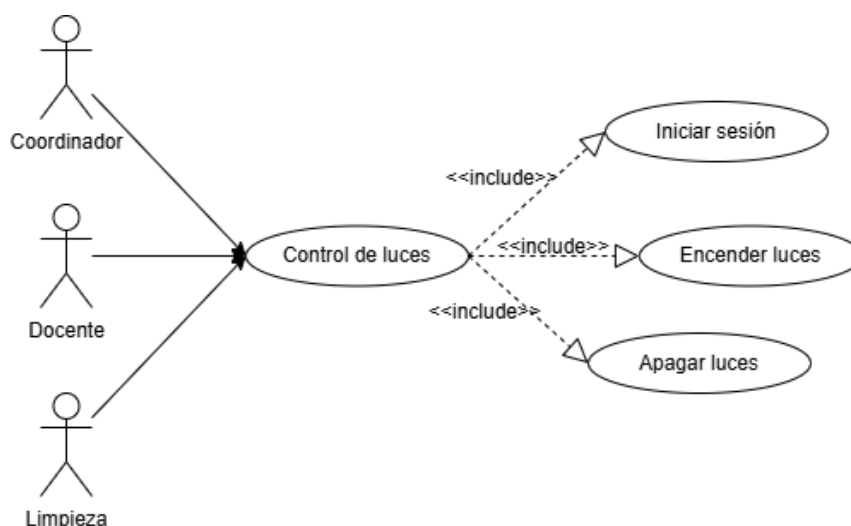 Coordinador
Docente
Limpieza
Control de luces
<<include>>
Iniciar sesión
<<include>>
Encender luces
<<include>>
Apagar luces